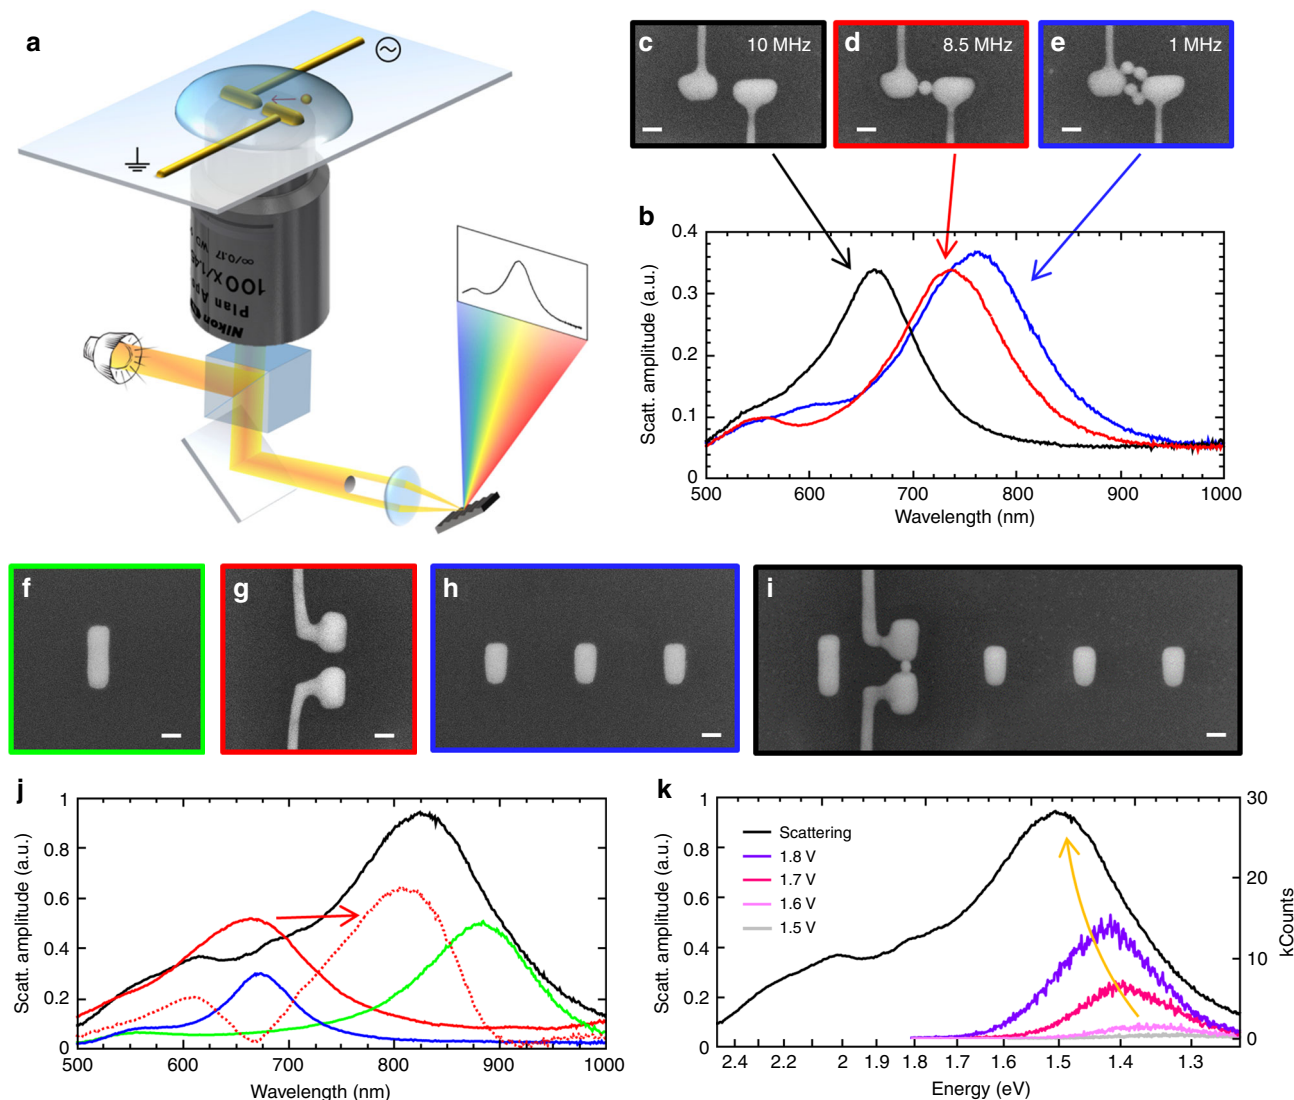 a
c
10 MHz
d
8.5 MHz
e
1 MHz
Nikon
Plan Apo
100 X/1.45
∞/0.17 WD
b
0.4
0.3
0.2
0.1
0
Scatt. amplitude (a.u.)
500
600
700
800
900
1000
Wavelength (nm)
f
g
h
i
j
1
0.8
0.6
0.4
0.2
0
Scatt. amplitude (a.u.)
500
600
700
800
900
1000
Wavelength (nm)
k
1
0.8
0.6
0.4
0.2
0
Scatt. amplitude (a.u.)
Scattering
1.8 V
1.7 V
1.6 V
1.5 V
30
20
10
0
kCounts
2.4
2.2
2
1.9
1.8
1.7
1.6
1.5
1.4
1.3
Energy (eV)